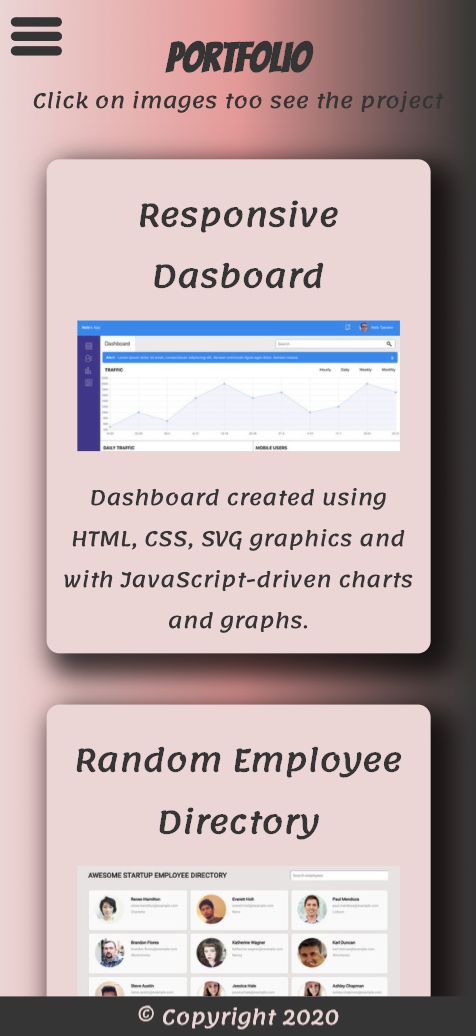 PORTFOLIO
Click on images too see the project
Responsive
Dasboard
Dashboard
Search
TRAFFIC
Hourly Daily Weekly Monthly
DAILY TRAFFIC MOBILE USERS
Dashboard created using
HTML, CSS, SVG graphics and
with JavaScript-driven charts
and graphs.
Random Employee
Directory
AWESOME STARTUP EMPLOYEE DIRECTORY
Search employees
Renee Hamilton Everett Holt Paul Mendoza
Brandon Flores Katherine Wagner Karl Duncan
Steve Austin Jessica Hale Ashley Chapman
© Copyright 2020